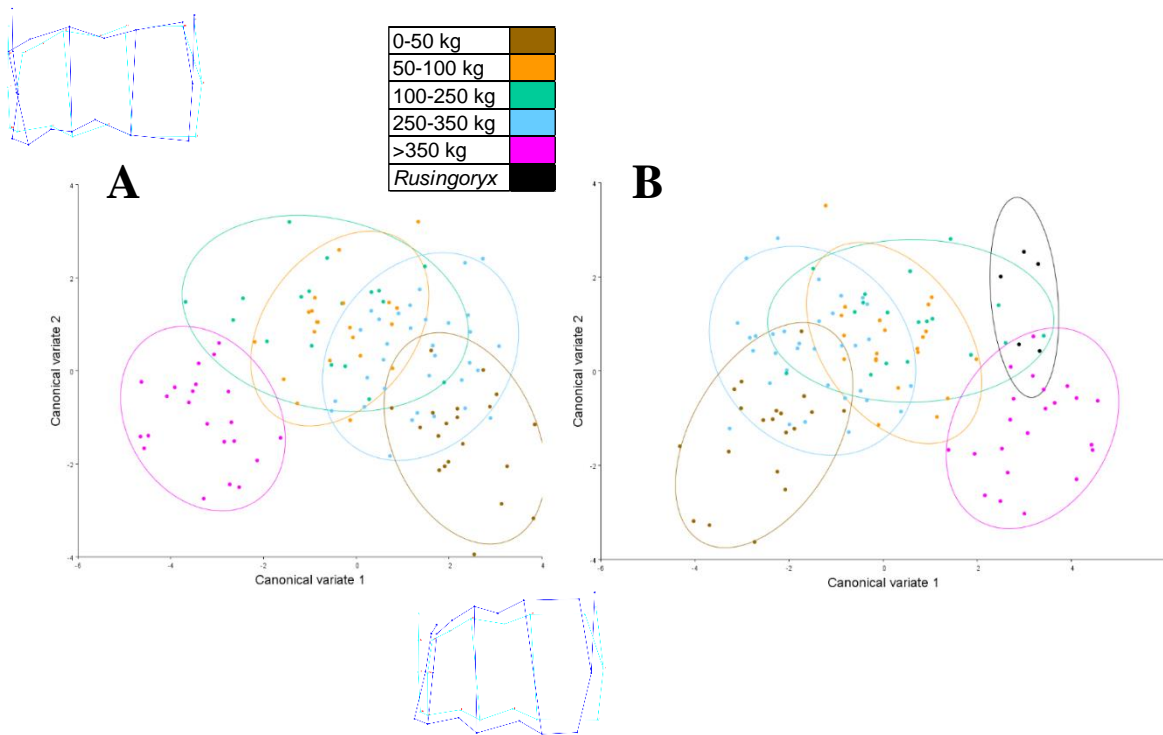 0-50 kg
50-100 kg
100-250 kg
250-350 kg
>350 kg
Rusingoryx
A
B
Canonical variate 2
4
2
0
-2
-4
-6
-4
-2
0
2
4
Canonical variate 1
Canonical variate 2
4
2
0
-2
-4
-6
-4
-2
0
2
4
Canonical variate 1